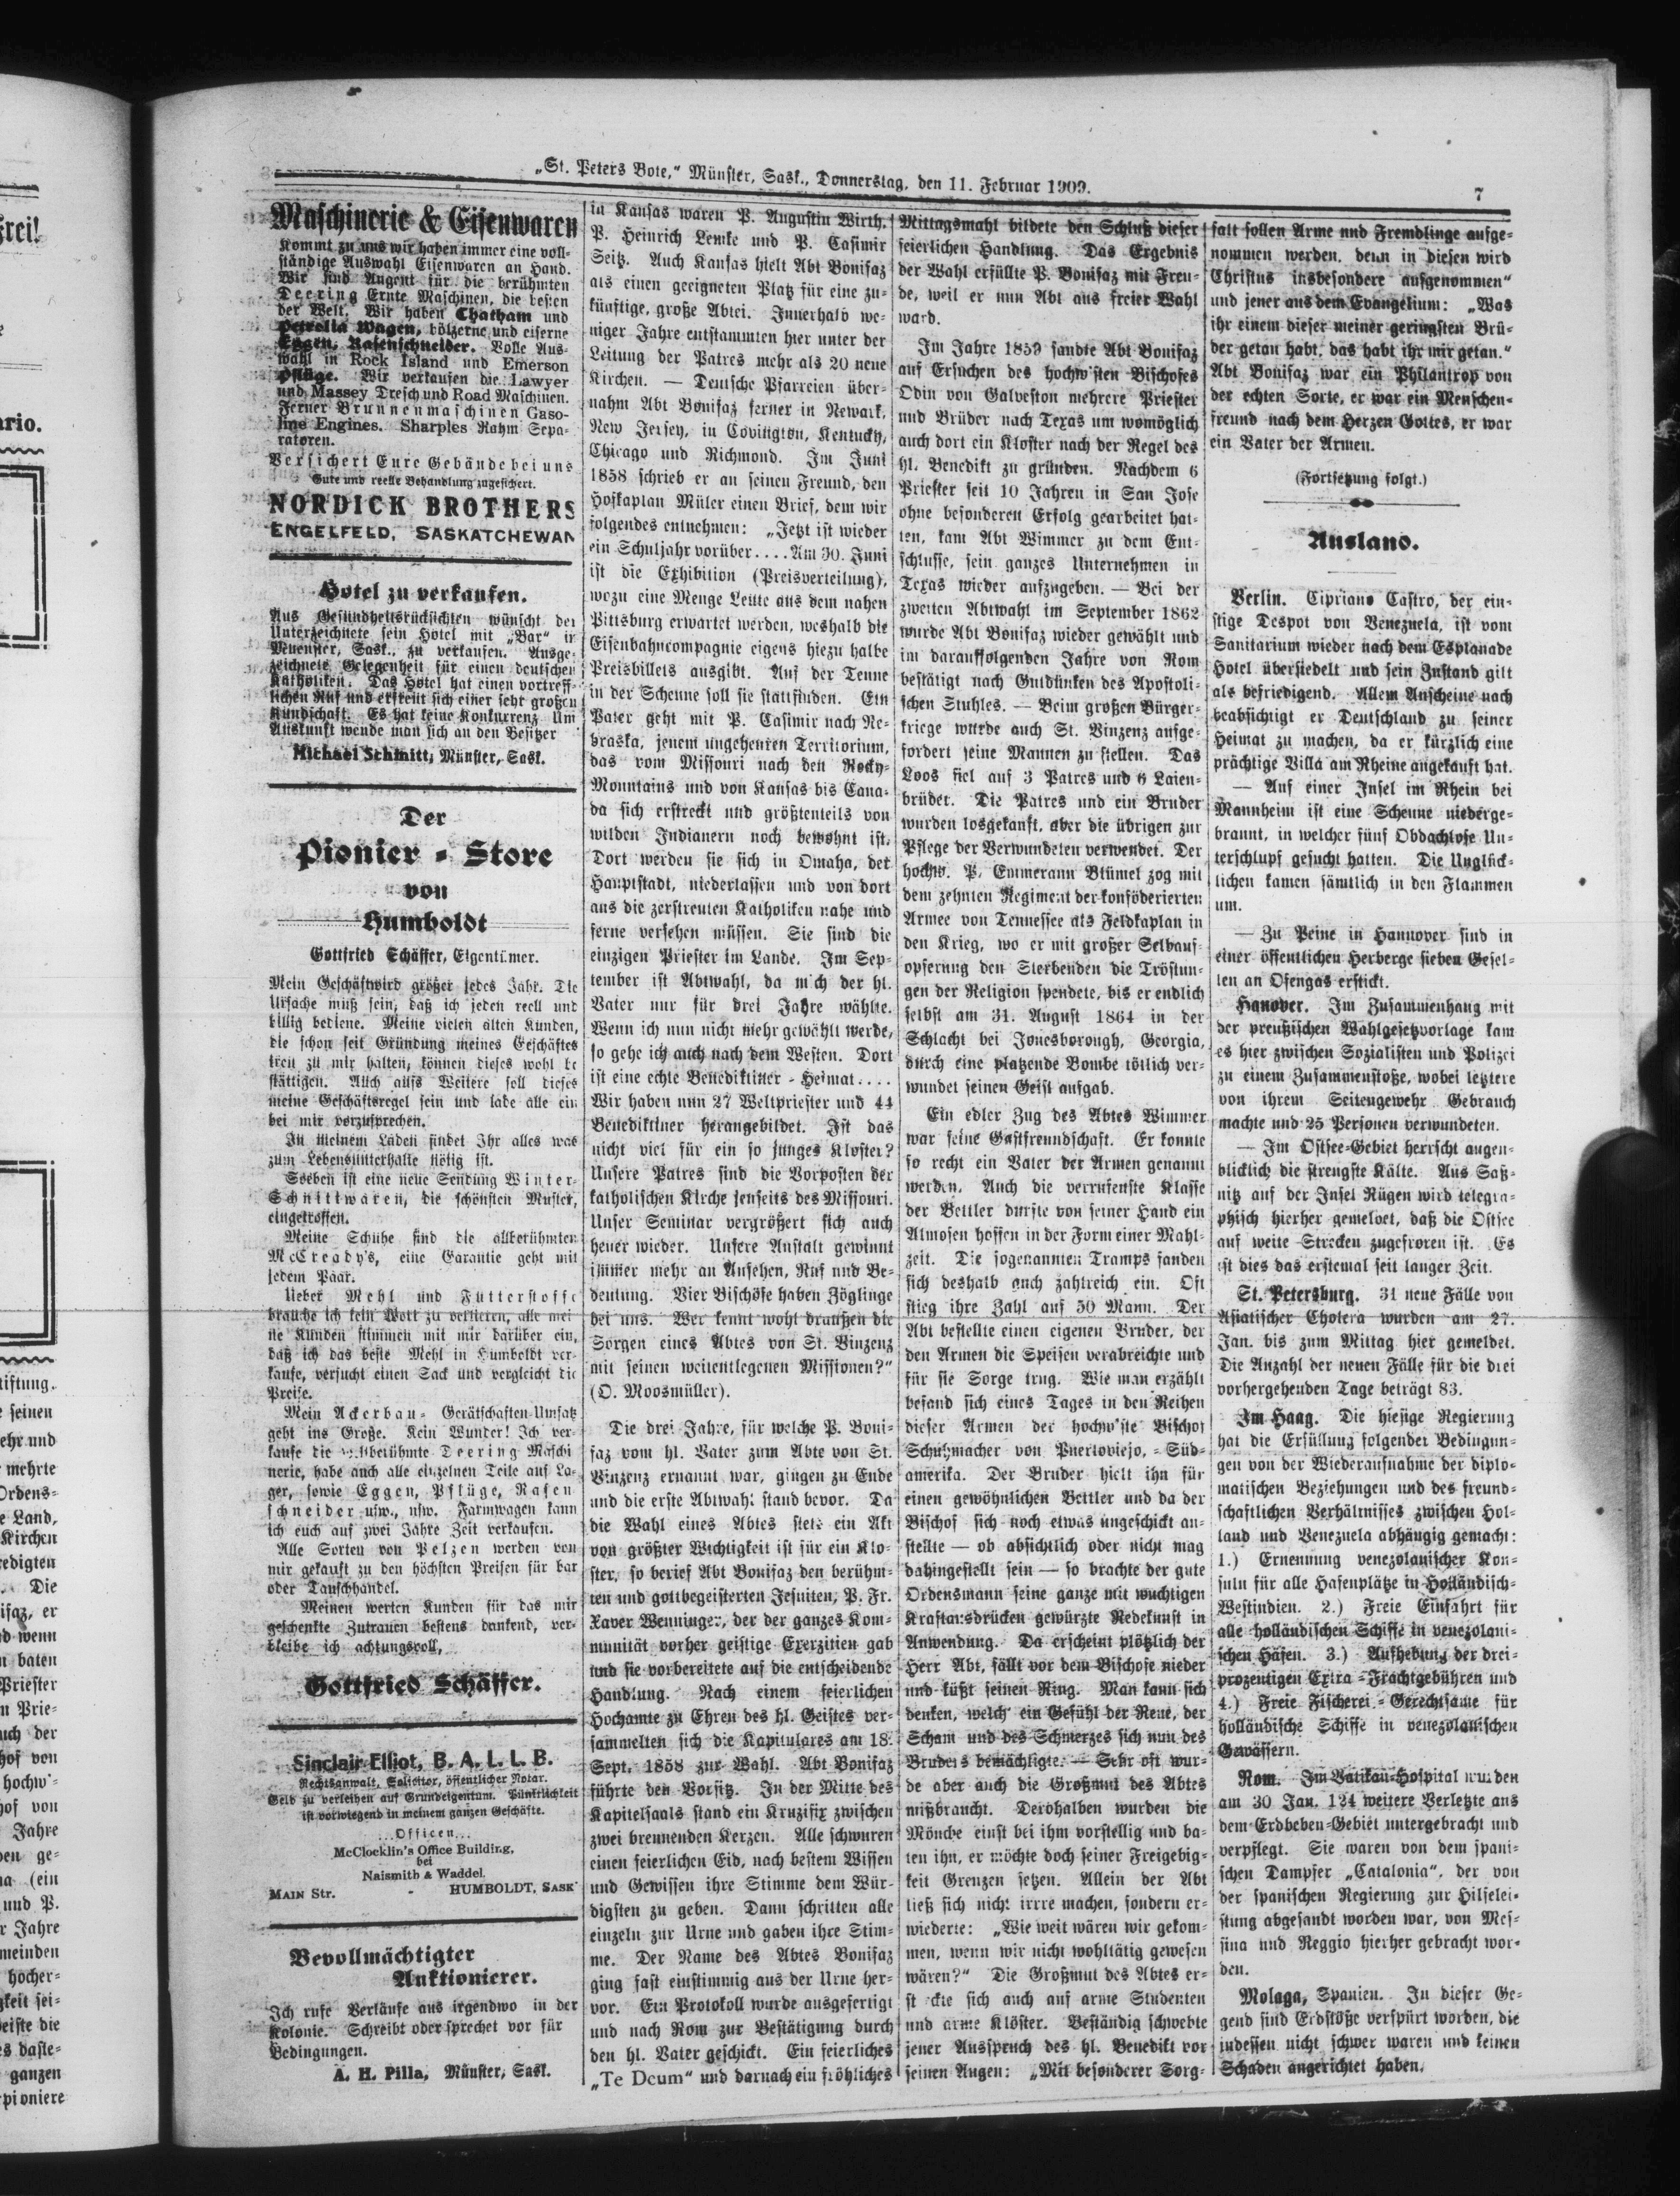 „St. Peters Bote,“ Münster, Sask., Donnerstag, den 11. Februar 1909.
7
Maschinerie & Eisenwaren
Kommt zu uns wir haben immer eine voll-
ständige Auswahl Eisenwaren an Hand.
Wir sind Angent für die berühmten
Deering Ernte Maschinen, die besten
der Welt. Wir haben Chatham und
Petrolia Wagen, hölzerne und eiserne
Eggen, Rasenschneider. Volle Aus-
wahl in Rock Island und Emerson
Pflüge. Wir verkaufen die Lawyer
und Massey Dresch und Road Maschinen.
Ferner Brunnenmaschinen Gaso-
line Engines. Sharples Rahm Sepa-
ratoren.
Versichert Eure Gebäude bei uns
Gute und reelle Behandlung zugesichert.
NORDICK BROTHERS
ENGELFELD, SASKATCHEWAN
Hotel zu verkaufen.
Aus Gesundheitsrücksichten wünscht der
Unterzeichnete sein Hotel mit „Bar“ in
Muenster, Sask., zu verkaufen. Ausge-
zeichnete Gelegenheit für einen deutschen
Katholiken. Das Hotel hat einen vortreff-
lichen Ruf und erfreut sich einer sehr großen
Kundschaft. Es hat keine Konkurrenz Um
Auskunft wende man sich an den Besitzer
Michael Schmitt, Münster, Sask.
Der
Pionier - Store
von
Humboldt
Gottfried Schäffer, Eigentümer.
Mein Geschäft wird größer jedes Jahr. Die
Ursache muß sein, daß ich jeden reell und
billig bediene. Meine vielen alten Kunden,
die schon seit Gründung meines Geschäftes
treu zu mir halten, können dieses wohl be
stättigen. Auch aufs Weitere soll dieses
meine Geschäftsregel sein und lade alle ein
bei mir vorzusprechen.
In meinem Laden findet Ihr alles was
zum Lebensunterhalte nötig ist.
Soeben ist eine neue Sendung Winter-
Schnittwaren, die schönsten Muster,
eingetroffen.
Meine Schuhe sind die allberühmten
McCready's, eine Garantie geht mit
jedem Paar.
Ueber Mehl und Futterstoffe
brauche ich kein Wort zu verlieren, alle mei
ne Kunden stimmen mit mir darüber ein,
daß ich das beste Mehl in Humboldt ver-
kaufe, versucht einen Sack und vergleicht die
Preise.
Mein Ackerbau- Gerätschaften-Umsatz
geht ins Große. Kein Wunder! Ich ver-
kaufe die weltberühmte Deering Maschi
nerie, habe auch alle einzelnen Teile auf La-
ger, sowie Eggen, Pflüge, Rasen
schneider usw., usw. Farmwagen kann
ich euch auf zwei Jahre Zeit verkaufen.
Alle Sorten von Pelzen werden von
mir gekauft zu den höchsten Preisen für bar
oder Tauschhandel.
Meinen werten Kunden für das mir
geschenkte Zutrauen bestens dankend, ver-
bleibe ich achtungsvoll,
Gottfried Schäffer.
Sinclair Elliot, B. A. L. L. B.
Rechtsanwalt, Solicitor, öffentlicher Notar.
Geld zu verleihen auf Grundeigentum. Pünktlichkeit
ist vorwiegend in meinem ganzen Geschäfte.
...Officen...
McClocklin's Office Building,
bei
Naismith & Waddel.
MAIN Str. - HUMBOLDT, SASK
Bevollmächtigter
Auktionierer.
Ich rufe Verläufe aus irgendwo in der
Kolonie. Schreibt oder sprechet vor für
Bedingungen.
A. H. Pilla, Münster, Sask.
in Kansas waren P. Augustin Wirth,
P. Heinrich Lemke und P. Casimir
Seitz. Auch Kansas hielt Abt Bonifaz
als einen geeigneten Platz für eine zu-
künftige, große Abtei. Innerhalb we-
niger Jahre entstammten hier unter der
Leitung der Patres mehr als 20 neue
Kirchen. — Deutsche Pfarreien über-
nahm Abt Bonifaz ferner in Newark,
New Jersey, in Covington, Kentucky,
Chicago und Richmond. Im Juni
1858 schrieb er an seinen Freund, den
Hofkaplan Müler einen Brief, dem wir
folgendes entnehmen: „Jetzt ist wieder
ein Schuljahr vorüber.... Am 30. Juni
ist die Exhibition (Preisverteilung),
wozu eine Menge Leute aus dem nahen
Pittsburg erwartet werden, weshalb die
Eisenbahncompagnie eigens hiezu halbe
Preisbillets ausgibt. Auf der Tenne
in der Scheune soll sie stattfinden. Ein
Pater geht mit P. Casimir nach Ne-
braska, jenem ungeheuren Territorium,
das vom Missouri nach den Rocky-
Mountains und von Kansas bis Cana-
da sich erstreckt und größtenteils von
wilden Indianern noch bewohnt ist.
Dort werden sie sich in Omaha, der
Hauptstadt, niederlassen und von dort
aus die zerstreuten Katholiken nahe und
ferne versehen müssen. Sie sind die
einzigen Priester im Lande. Im Sep-
tember ist Abtwahl, da mich der hl.
Vater nur für drei Jahre wählte.
Wenn ich nun nicht mehr gewählt werde,
so gehe ich auch nach dem Westen. Dort
ist eine echte Benediktiner-Heimat....
Wir haben nun 27 Weltpriester und 44
Benediktiner herangebildet. Ist das
nicht viel für ein so junges Kloster?
Unsere Patres sind die Vorposten der
katholischen Kirche jenseits des Missouri.
Unser Seminar vergrößert sich auch
heuer wieder. Unsere Anstalt gewinnt
immer mehr an Ansehen, Ruf und Be-
deutung. Vier Bischöfe haben Zöglinge
bei uns. Wer kennt wohl draußen die
Sorgen eines Abtes von St. Vinzenz
mit seinen weitentlegenen Missionen?“
(O. Moosmüller).
Die drei Jahre, für welche P. Boni-
faz vom hl. Vater zum Abte von St.
Vinzenz ernannt war, gingen zu Ende
und die erste Abtwahl stand bevor. Da
die Wahl eines Abtes stets ein Akt
von größter Wichtigkeit ist für ein Klo-
ster, so berief Abt Bonifaz den berühm-
ten und gottbegeisterten Jesuiten, P. Fr.
Xaver Wenninger, der der ganzes Kom-
munität vorher geistige Exerzitien gab
und sie vorbereitete auf die entscheidende
Handlung. Nach einem feierlichen
Hochamte zu Ehren des hl. Geistes ver-
sammelten sich die Kapitulares am 18.
Sept. 1858 zur Wahl. Abt Bonifaz
führte den Vorsitz. In der Mitte des
Kapitelsaals stand ein Kruzifix zwischen
zwei brennenden Kerzen. Alle schwuren
einen feierlichen Eid, nach bestem Wissen
und Gewissen ihre Stimme dem Wür-
digsten zu geben. Dann schritten alle
einzeln zur Urne und gaben ihre Stim-
me. Der Name des Abtes Bonifaz
ging fast einstimmig aus der Urne her-
vor. Ein Protokoll wurde ausgefertigt
und nach Rom zur Bestätigung durch
den hl. Vater geschickt. Ein feierliches
„Te Deum“ und darnach ein fröhliches
Mittagsmahl bildete den Schluß dieser
feierlichen Handlung. Das Ergebnis
der Wahl erfüllte P. Bonifaz mit Freu-
de, weil er nun Abt aus freier Wahl
ward.
Im Jahre 1859 sandte Abt Bonifaz
auf Ersuchen des hochw'sten Bischofes
Odin von Galveston mehrere Priester
und Brüder nach Texas um womöglich
auch dort ein Kloster nach der Regel des
hl. Benedikt zu gründen. Nachdem 6
Priester seit 10 Jahren in San Jose
ohne besonderen Erfolg gearbeitet hat-
ten, kam Abt Wimmer zu dem Ent-
schlusse, sein ganzes Unternehmen in
Texas wieder aufzugeben. — Bei der
zweiten Abtwahl im September 1862
wurde Abt Bonifaz wieder gewählt und
im darauffolgenden Jahre von Rom
bestätigt nach Gutdünken des Apostoli-
schen Stuhles. — Beim großen Bürger-
kriege wurde auch St. Vinzenz aufge-
fordert seine Mannen zu stellen. Das
Loos fiel auf 3 Patres und 6 Laien-
brüder. Die Patres und ein Bruder
wurden losgekauft, aber die übrigen zur
Pflege der Verwundeten verwendet. Der
hochw. P. Emmerann Blümel zog mit
dem zehnten Regiment der konföderierten
Armee von Tennessee als Feldkaplan in
den Krieg, wo er mit großer Selbauf-
opferung den Sterbenden die Tröstun-
gen der Religion spendete, bis er endlich
selbst am 31. August 1864 in der
Schlacht bei Jonesborough, Georgia,
durch eine platzende Bombe tötlich ver-
wundet seinen Geist aufgab.
Ein edler Zug des Abtes Wimmer
war seine Gastfreundschaft. Er konnte
so recht ein Vater der Armen genannt
werden. Auch die verrufenste Klasse
der Bettler durfte von seiner Hand ein
Almosen hoffen in der Form einer Mahl-
zeit. Die sogenannten Tramps fanden
sich deshalb auch zahlreich ein. Oft
stieg ihre Zahl auf 50 Mann. Der
Abt bestellte einen eigenen Bruder, der
den Armen die Speisen verabreichte und
für sie Sorge trug. Wie man erzählt
befand sich eines Tages in den Reihen
dieser Armen der hochw'ste Bischof
Schuhmacher von Puertoviejo, - Süd-
amerika. Der Bruder hielt ihn für
einen gewöhnlichen Bettler und da der
Bischof sich noch etwas ungeschickt an-
stellte — ob absichtlich oder nicht mag
dahingestellt sein — so brachte der gute
Ordensmann seine ganze mit wuchtigen
Kraftausdrücken gewürzte Redekunst in
Anwendung. Da erscheint plötzlich der
Herr Abt, fällt vor dem Bischofe nieder
und küßt seinen Ring. Man kann sich
denken, welch' ein Gefühl der Reue, der
Scham und des Schmerzes sich nun des
Bruders bemächtigte. — Sehr oft wur-
de aber auch die Großmut des Abtes
mißbraucht. Derohalben wurden die
Mönche einst bei ihm vorstellig und ba-
ten ihn, er möchte doch seiner Freigebig-
keit Grenzen setzen. Allein der Abt
ließ sich nicht irrre machen, sondern er-
wiederte: „Wie weit wären wir gekom-
men, wenn wir nicht wohltätig gewesen
wären?“ Die Großmut des Abtes er-
streckte sich auch auf arme Studenten
und arme Klöster. Beständig schwebte
jener Ausspruch des hl. Benedikt vor
seinen Augen: „Mit besonderer Sorg-
falt sollen Arme und Fremdlinge aufge-
nommen werden, denn in diesen wird
Christus insbesondere aufgenommen“
und jener aus dem Evangelium: „Was
ihr einem dieser meiner geringsten Brü-
der getan habt, das habt ihr mir getan.“
Abt Bonifaz war ein Philantrop von
der echten Sorte, er war ein Menschen-
freund nach dem Herzen Gottes, er war
ein Vater der Armen.
(Fortsetzung folgt.)
Ausland.
Berlin. Cipriano Castro, der ein-
stige Despot von Venezuela, ist vom
Sanitarium wieder nach dem Esplanade
Hotel übersiedelt und sein Zustand gilt
als befriedigend. Allem Anscheine nach
beabsichtigt er Deutschland zu seiner
Heimat zu machen, da er kürzlich eine
prächtige Villa am Rheine angekauft hat.
— Auf einer Insel im Rhein bei
Mannheim ist eine Scheune niederge-
brannt, in welcher fünf Obdachlose Un-
terschlupf gesucht hatten. Die Unglück-
lichen kamen sämtlich in den Flammen
um.
— Zu Peine in Hannover sind in
einer öffentlichen Herberge sieben Gesel-
len an Ofengas erstickt.
Hanover. Im Zusammenhang mit
der preußischen Wahlgesetzvorlage kam
es hier zwischen Sozialisten und Polizei
zu einem Zusammenstoße, wobei letztere
von ihrem Seitengewehr Gebrauch
machte und 25 Personen verwundeten.
— Im Ostsee-Gebiet herrscht augen-
blicklich die strengste Kälte. Aus Saß-
nitz auf der Insel Rügen wird telegra-
phisch hierher gemeldet, daß die Ostsee
auf weite Strecken zugefroren ist. Es
ist dies das erstemal seit langer Zeit.
St. Petersburg. 31 neue Fälle von
Asiatischer Cholera wurden am 27.
Jan. bis zum Mittag hier gemeldet.
Die Anzahl der neuen Fälle für die drei
vorhergehenden Tage beträgt 83.
Im Haag. Die hiesige Regierung
hat die Erfüllung folgender Bedingun-
gen von der Wiederaufnahme der diplo-
matischen Beziehungen und des freund-
schaftlichen Verhältnisses zwischen Hol-
land und Venezuela abhängig gemacht:
1.) Ernennung venezolanischer Kon-
suln für alle Hafenplätze in Holländisch-
Westindien. 2.) Freie Einfahrt für
alle holländischen Schiffe in venezolani-
schen Häfen. 3.) Aufhebung der drei-
prozentigen Extra-Frachtgebühren und
4.) Freie Fischerei-Gerechtsame für
holländische Schiffe in venezolanischen
Gewässern.
Rom. Im Vatikan-Hospital wurden
am 30 Jan. 124 weitere Verletzte aus
dem Erdbeben-Gebiet untergebracht und
verpflegt. Sie waren von dem spani-
schen Dampfer „Catalonia“, der von
der spanischen Regierung zur Hilfelei-
stung abgesandt worden war, von Mes-
sina und Reggio hierher gebracht wor-
den.
Molaga, Spanien. In dieser Ge-
gend sind Erdstöße verspürt worden, die
indessen nicht schwer waren und keinen
Schaden angerichtet haben.